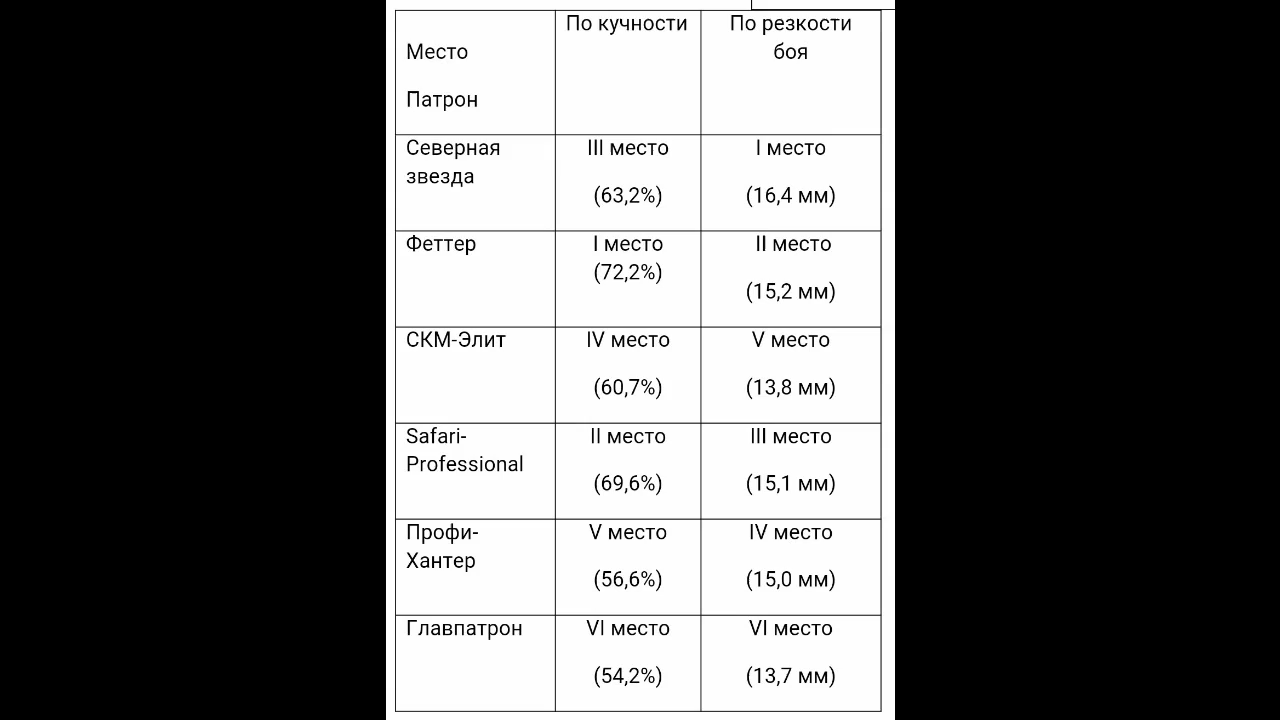 Место
Патрон
По кучности
По резкости
боя
Северная
звезда
III место
(63,2%)
I место
(16,4 мм)
Феттер
I место
(72,2%)
II место
(15,2 мм)
СКМ-Элит
IV место
(60,7%)
V место
(13,8 мм)
Safari-
Professional
II место
(69,6%)
III место
(15,1 мм)
Профи-
Хантер
V место
(56,6%)
IV место
(15,0 мм)
Главпатрон
VI место
(54,2%)
VI место
(13,7 мм)